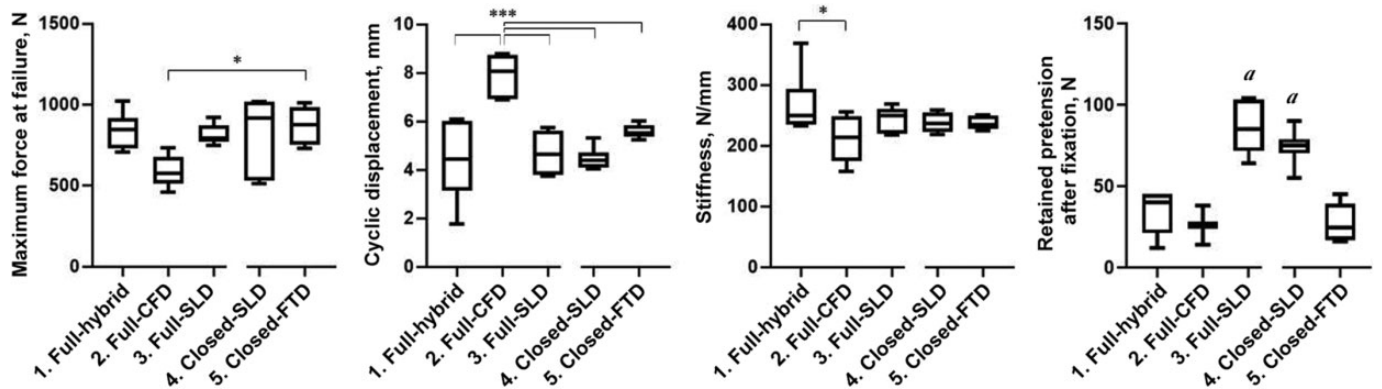 Maximum force at failure, N
1500
1000
500
0
*
1. Full-hybrid
2. Full-CFD
3. Full-SLD
4. Closed-SLD
5. Closed-FTD
Cyclic displacement, mm
10
8
6
4
2
0
***
1. Full-hybrid
2. Full-CFD
3. Full-SLD
4. Closed-SLD
5. Closed-FTD
Stiffness, N/mm
400
300
200
100
0
*
1. Full-hybrid
2. Full-CFD
3. Full-SLD
4. Closed-SLD
5. Closed-FTD
Retained pretension
after fixation, N
150
100
50
0
a
a
1. Full-hybrid
2. Full-CFD
3. Full-SLD
4. Closed-SLD
5. Closed-FTD